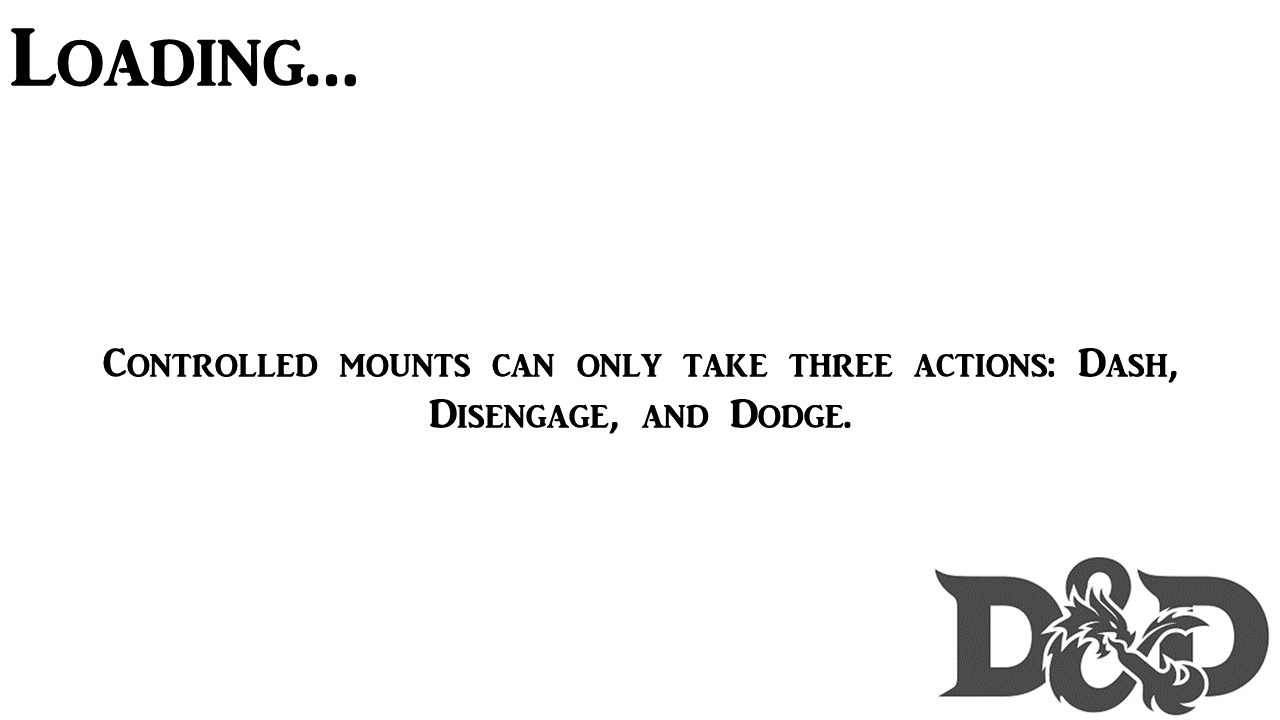 Loading...
Controlled mounts can only take three actions: Dash,
Disengage, and Dodge.
D&D